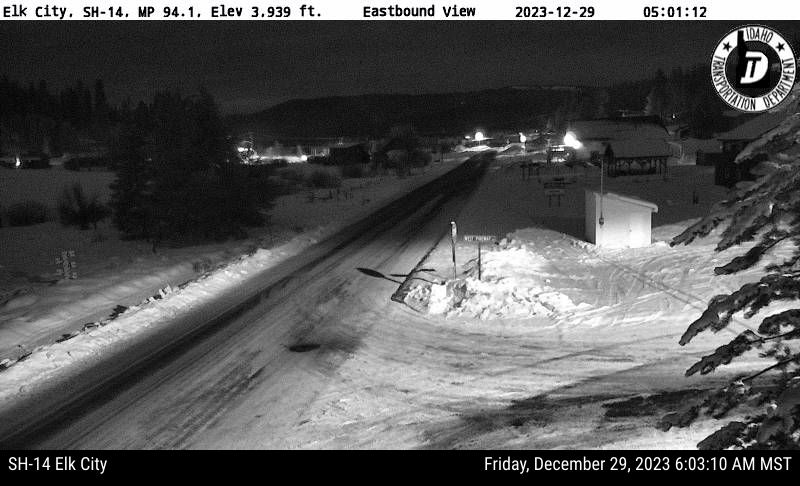 Elk City, SH-14, MP 94.1, Elev 3,939 ft. Eastbound View 2023-12-29 05:01:12
IDAHO
TRANSPORTATION DEPARTMENT
SH-14 Elk City Friday, December 29, 2023 6:03:10 AM MST